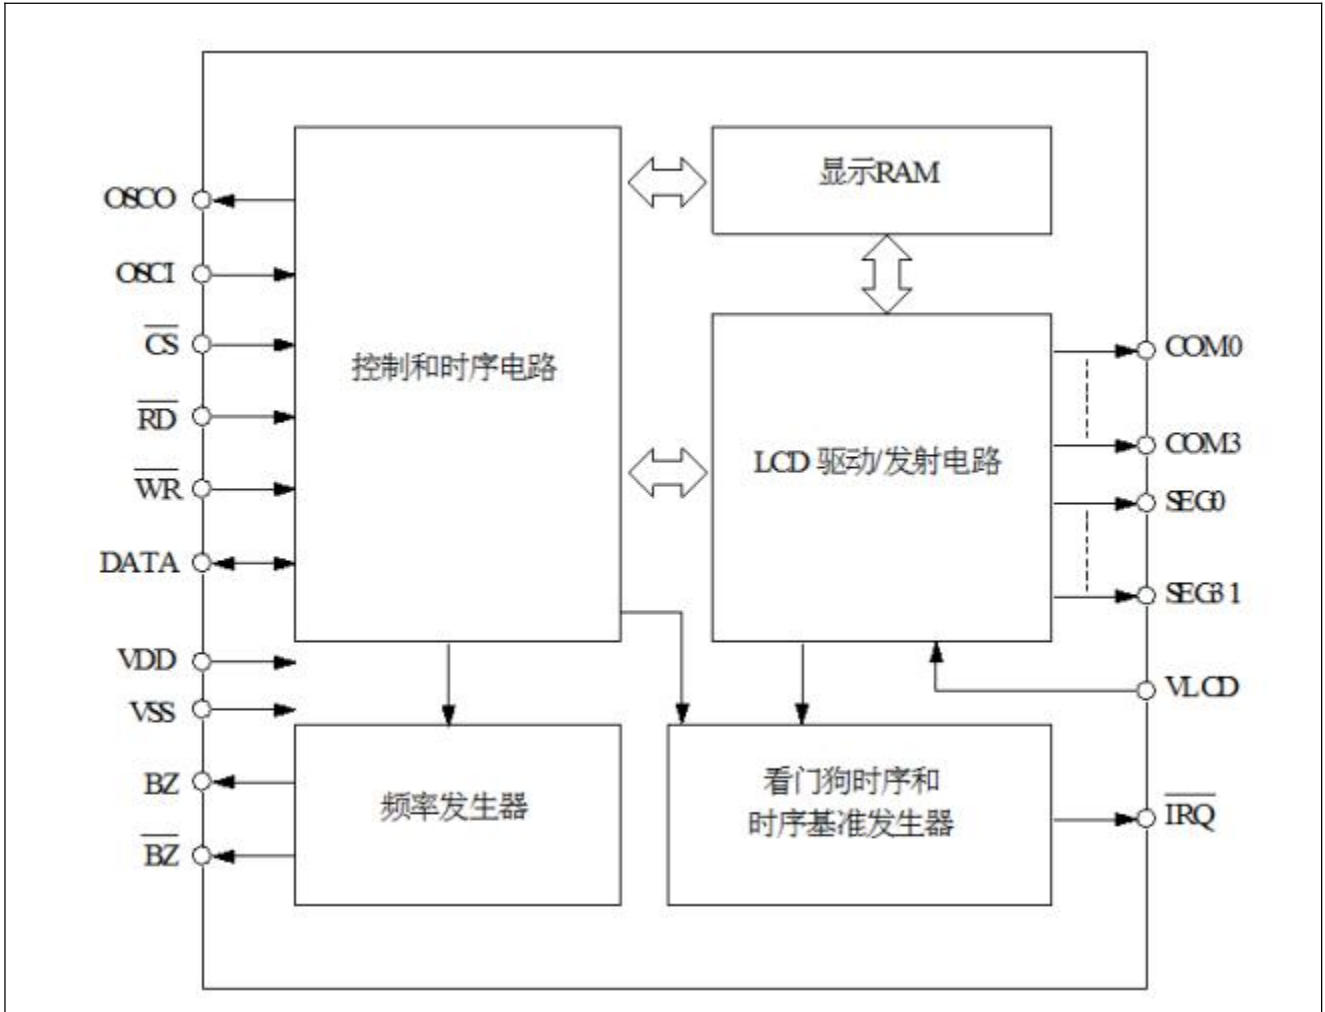 显示RAM
OSCO
OSCI
CS
控制和时序电路
COM0
RD
COM3
LCD 驱动/发射电路
WR
SEG0
DATA
SEG31
VDD
VLCD
VSS
BZ
看门狗时序和
时序基准发生器
频率发生器
IRQ
BZ